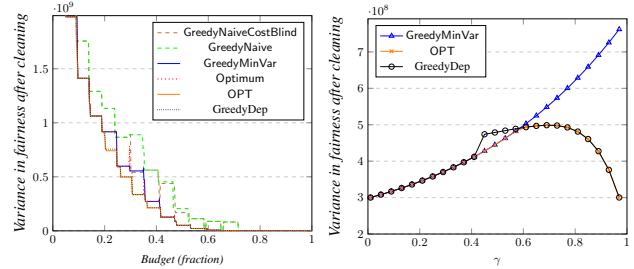 ·10⁹
Variance in fairness after cleaning
1.5
1
0.5
0
0
0.2
0.4
0.6
0.8
1
Budget (fraction)
GreedyNaiveCostBlind
GreedyNaive
GreedyMinVar
Optimum
OPT
GreedyDep
·10⁸
Variance in fairness after cleaning
7
6
5
4
3
2
0
0.2
0.4
0.6
0.8
1
γ
GreedyMinVar
OPT
GreedyDep